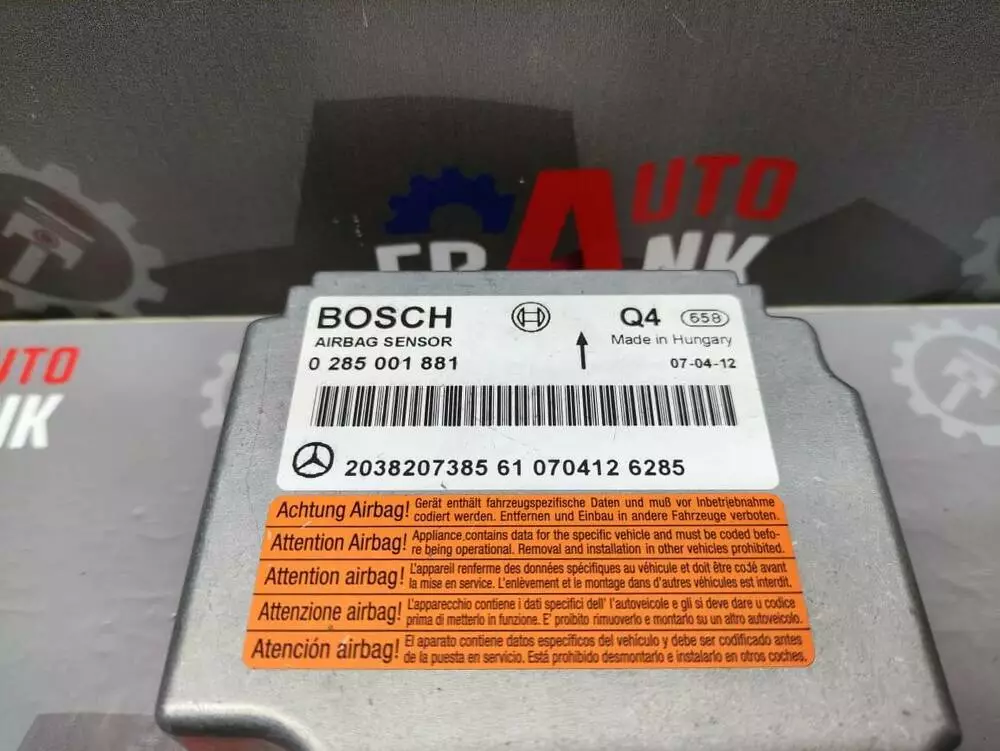 AUTO
FRANK
UTO
NK
BOSCH
AIRBAG SENSOR
0 285 001 881
Q4 658
Made in Hungary
07-04-12
2038207385 61 070412 6285
Achtung Airbag! Gerät enthält fahrzeugspezifische Daten und muß vor Inbetriebnahme
codiert werden. Entfernen und Einbau in andere Fahrzeuge verboten.
Attention Airbag! Appliance contains data for the specific vehicle and must be coded befo-
re being operational. Removal and installation in other vehicles prohibited.
Attention airbag! L'appareil renferme des données spécifiques au véhicule et doit être codé avant
la mise en service. L'enlèvement et le montage dans d'autres véhicules est interdit.
Attenzione airbag! L'apparecchio contiene i dati specifici dell' l'autoveicole e gli si deve dare u codice
prima di metterlo in funzione. E' proibito rimuoverlo e montarlo su un altro autoveicolo.
Atención airbag! El aparato contiene datos específicos del vehículo y debe ser codificado antes
de la puesta en servicio. Está prohibido desmontarlo e instalarlo en otros coches.